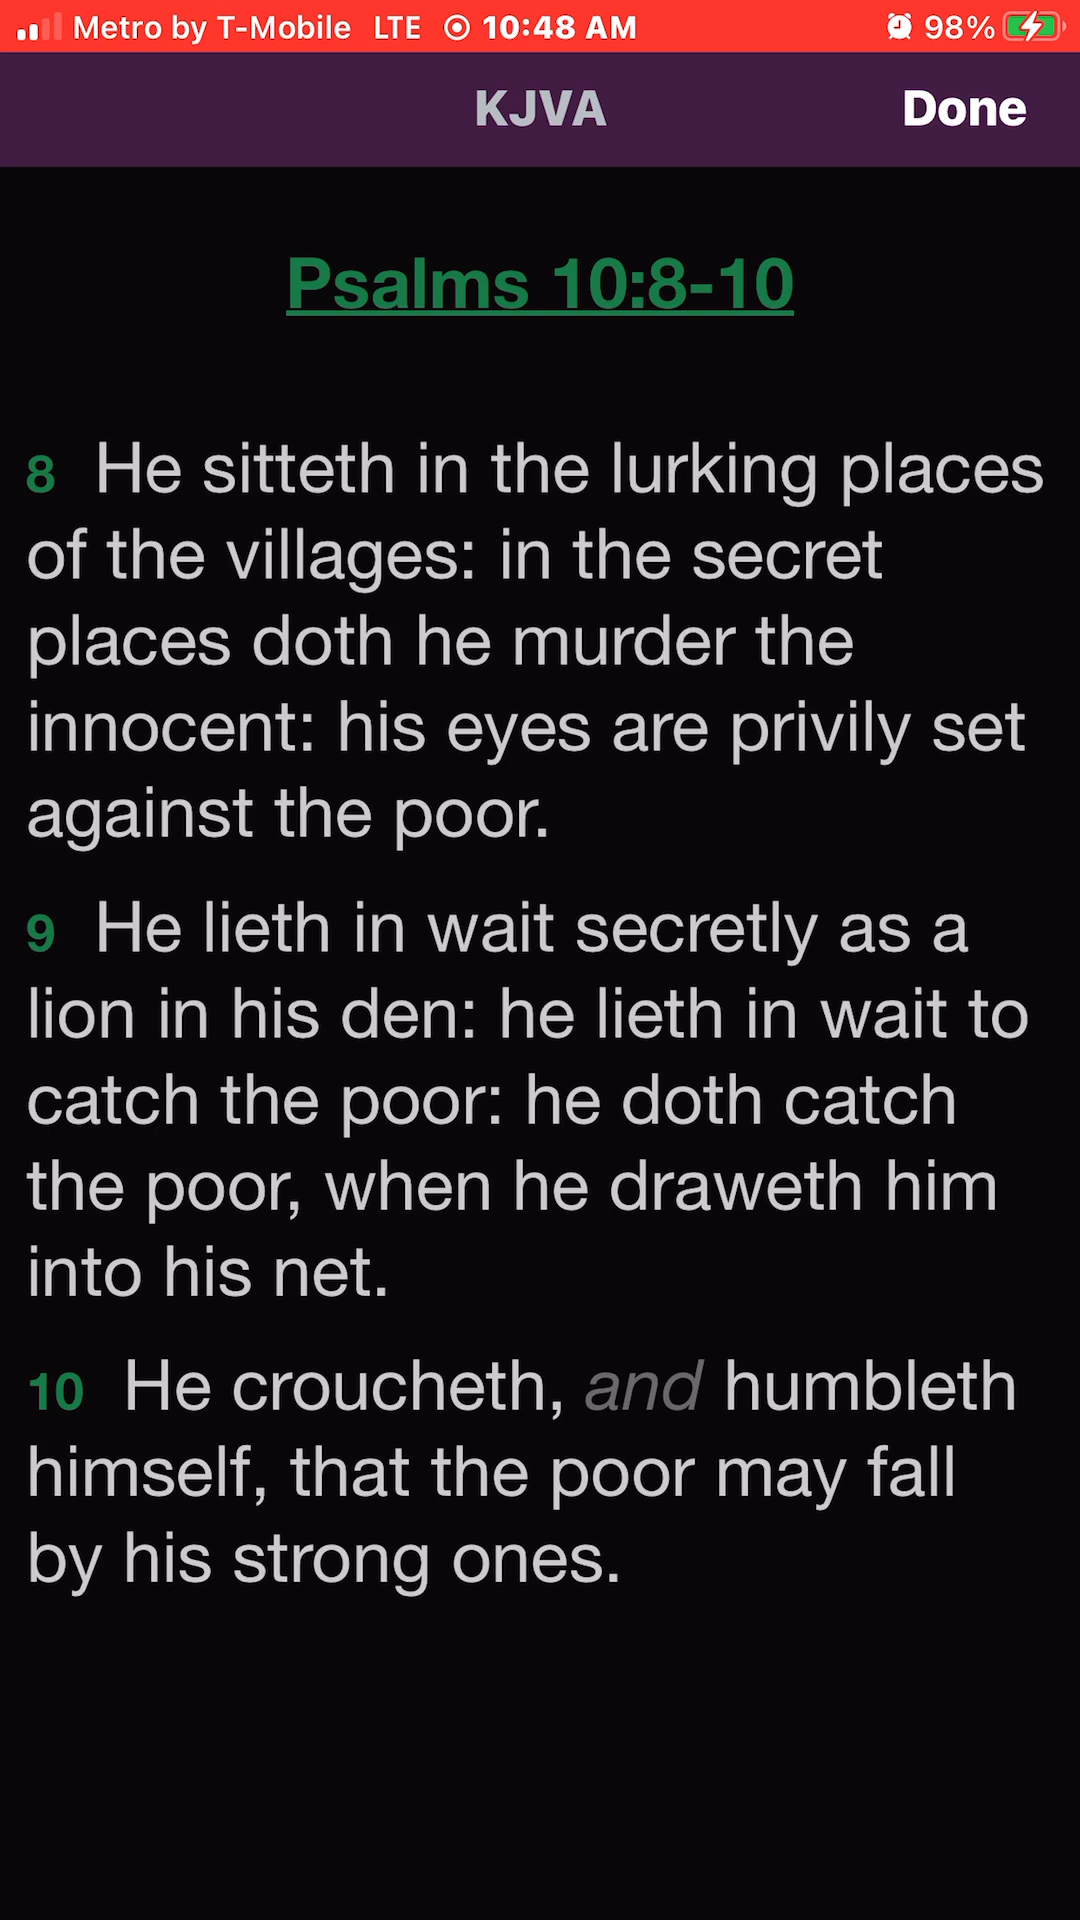 Metro by T-Mobile LTE 10:48 AM 98%
KJVA Done
Psalms 10:8-10
8 He sitteth in the lurking places
of the villages: in the secret
places doth he murder the
innocent: his eyes are privily set
against the poor.
9 He lieth in wait secretly as a
lion in his den: he lieth in wait to
catch the poor: he doth catch
the poor, when he draweth him
into his net.
10 He croucheth, and humbleth
himself, that the poor may fall
by his strong ones.